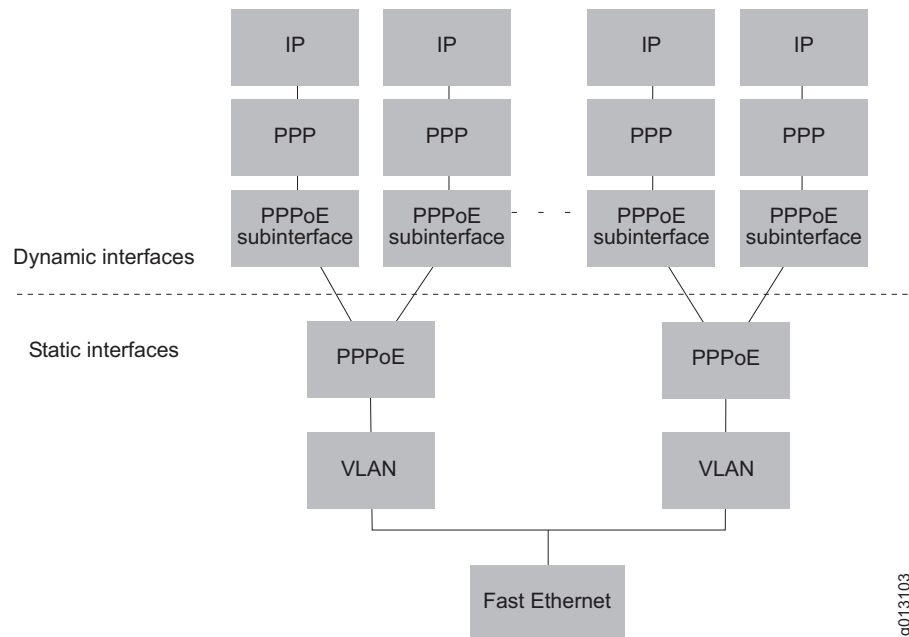 IP
IP
IP
IP
PPP
PPP
PPP
PPP
PPPoE
subinterface
PPPoE
subinterface
PPPoE
subinterface
PPPoE
subinterface
Dynamic interfaces
Static interfaces
PPPoE
PPPoE
VLAN
VLAN
Fast Ethernet
g013103